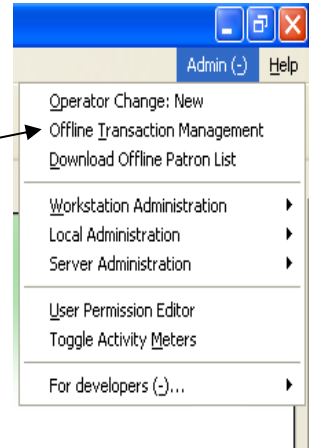 Admin (-) Help
Operator Change: New
Offline Transaction Management
Download Offline Patron List
Workstation Administration
Local Administration
Server Administration
User Permission Editor
Toggle Activity Meters
For developers (-)...